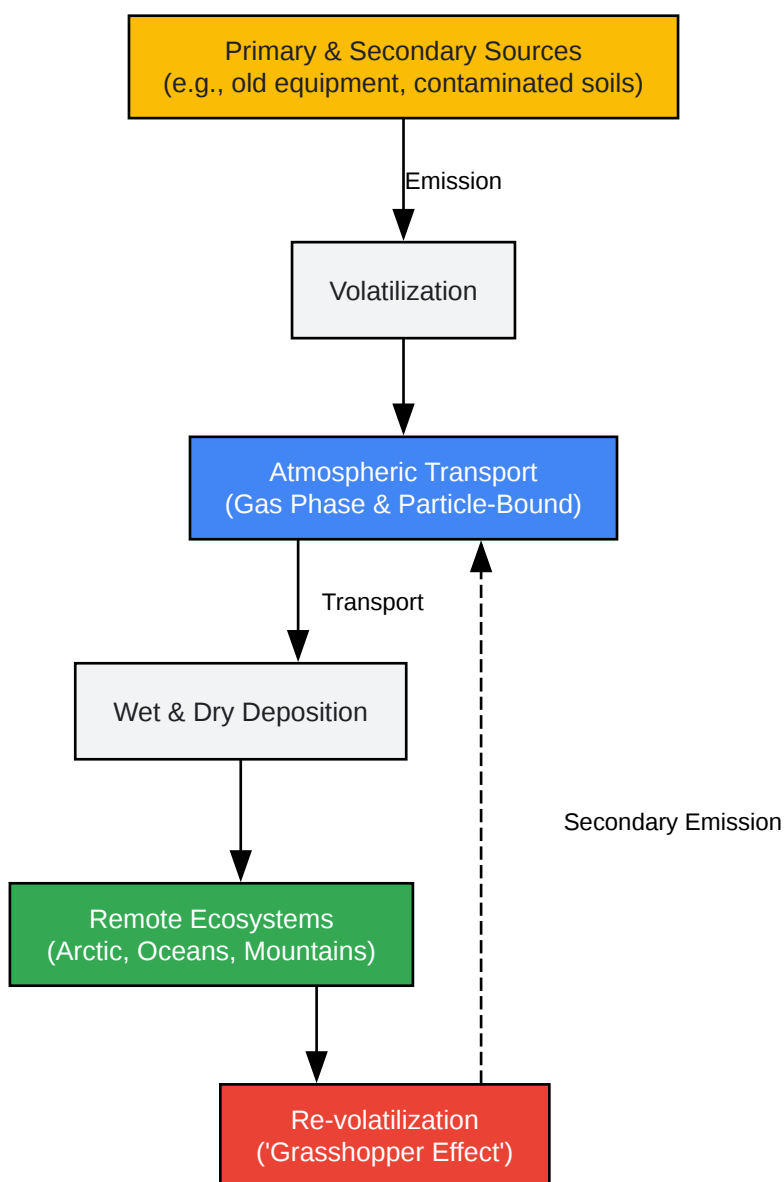 Primary & Secondary Sources
(e.g., old equipment, contaminated soils)
Emission
Volatilization
Atmospheric Transport
(Gas Phase & Particle-Bound)
Transport
Wet & Dry Deposition
Secondary Emission
Remote Ecosystems
(Arctic, Oceans, Mountains)
Re-volatilization
('Grasshopper Effect')